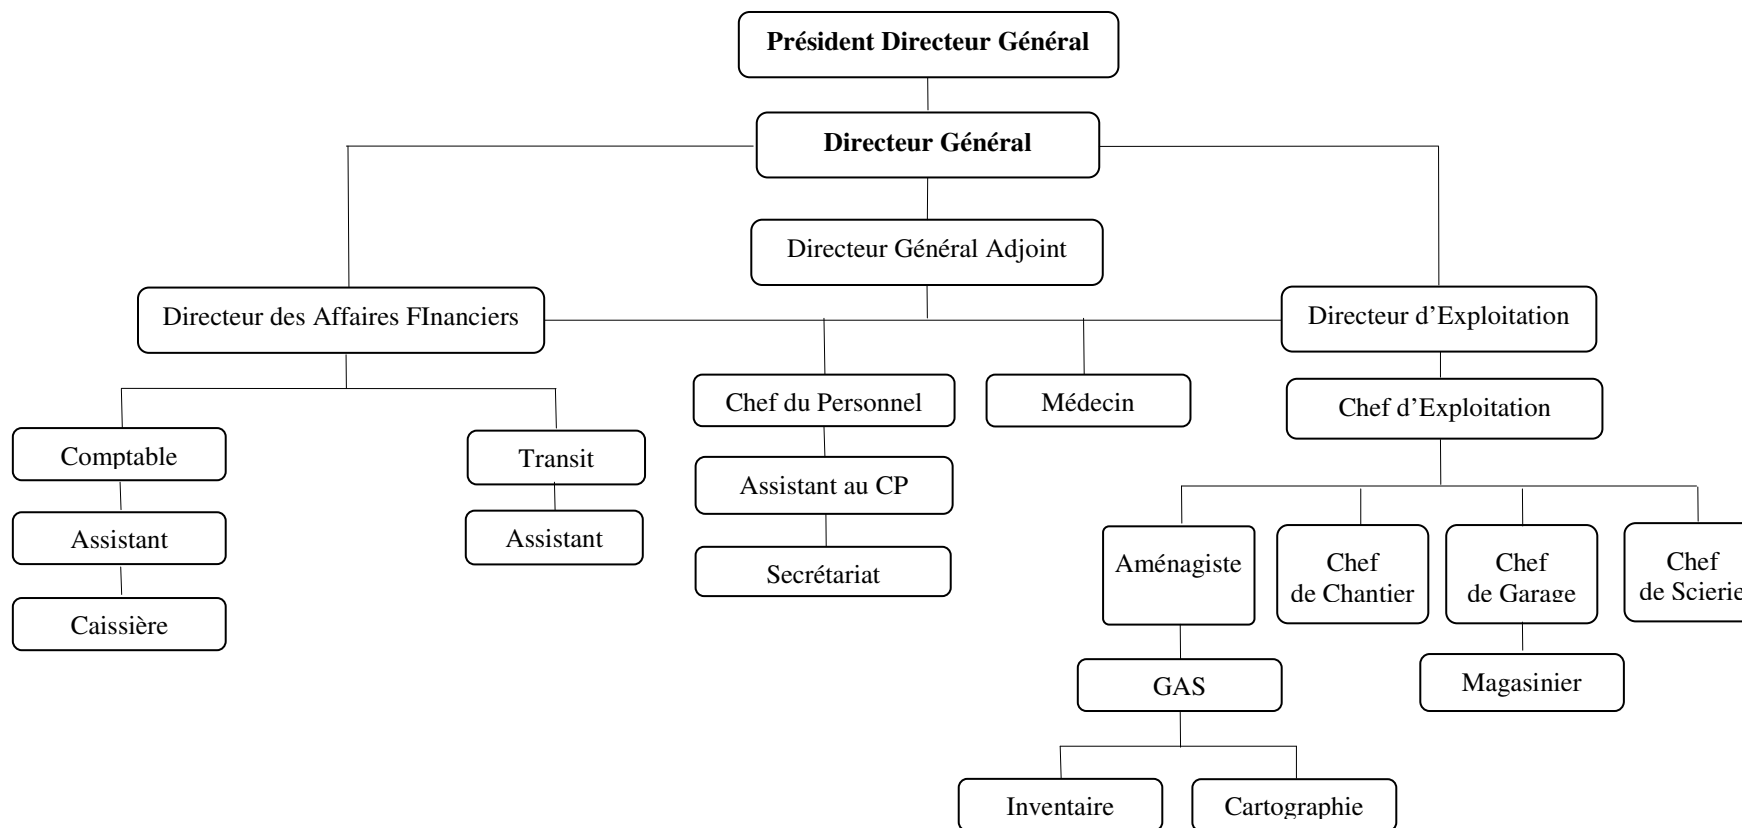 Président Directeur Général
Directeur Général
Directeur Général Adjoint
Directeur des Affaires FInanciers
Directeur d’Exploitation
Chef du Personnel
Médecin
Chef d’Exploitation
Comptable
Transit
Assistant au CP
Assistant
Assistant
Secrétariat
Aménagiste
Chef
de Chantier
Chef
de Garage
Chef
de Scierie
Caissière
GAS
Magasinier
Inventaire
Cartographie